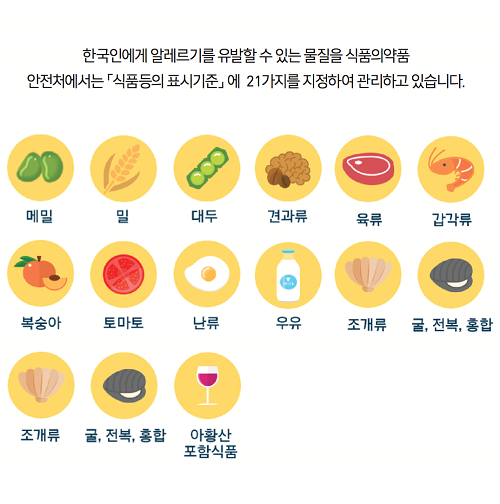 한국인에게 알레르기를 유발할 수 있는 물질을 식품의약품
안전처에서는 「식품등의 표시기준」 에 21가지를 지정하여 관리하고 있습니다.
메밀
밀
대두
견과류
육류
갑각류
복숭아
토마토
난류
우유
조개류
굴, 전복, 홍합
조개류
굴, 전복, 홍합
아황산
포함식품